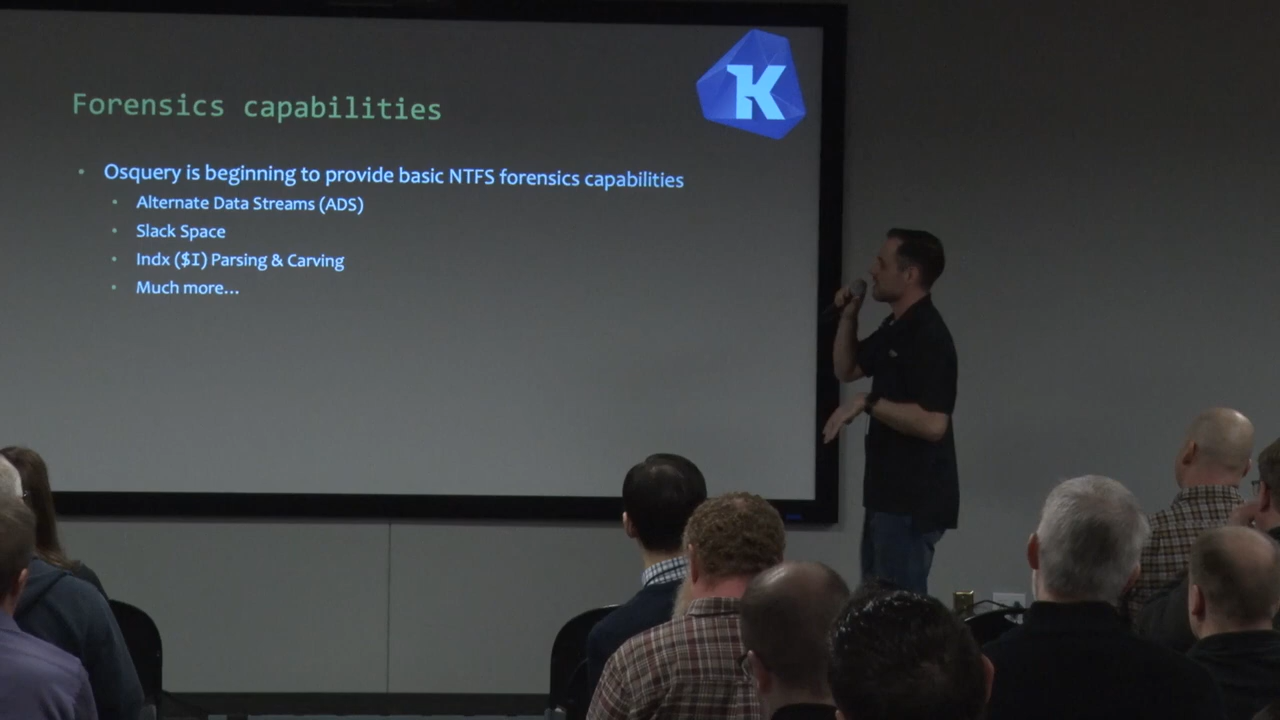 K
Forensics capabilities
• Osquery is beginning to provide basic NTFS forensics capabilities
• Alternate Data Streams (ADS)
• Slack Space
• Indx ($I) Parsing & Carving
• Much more...